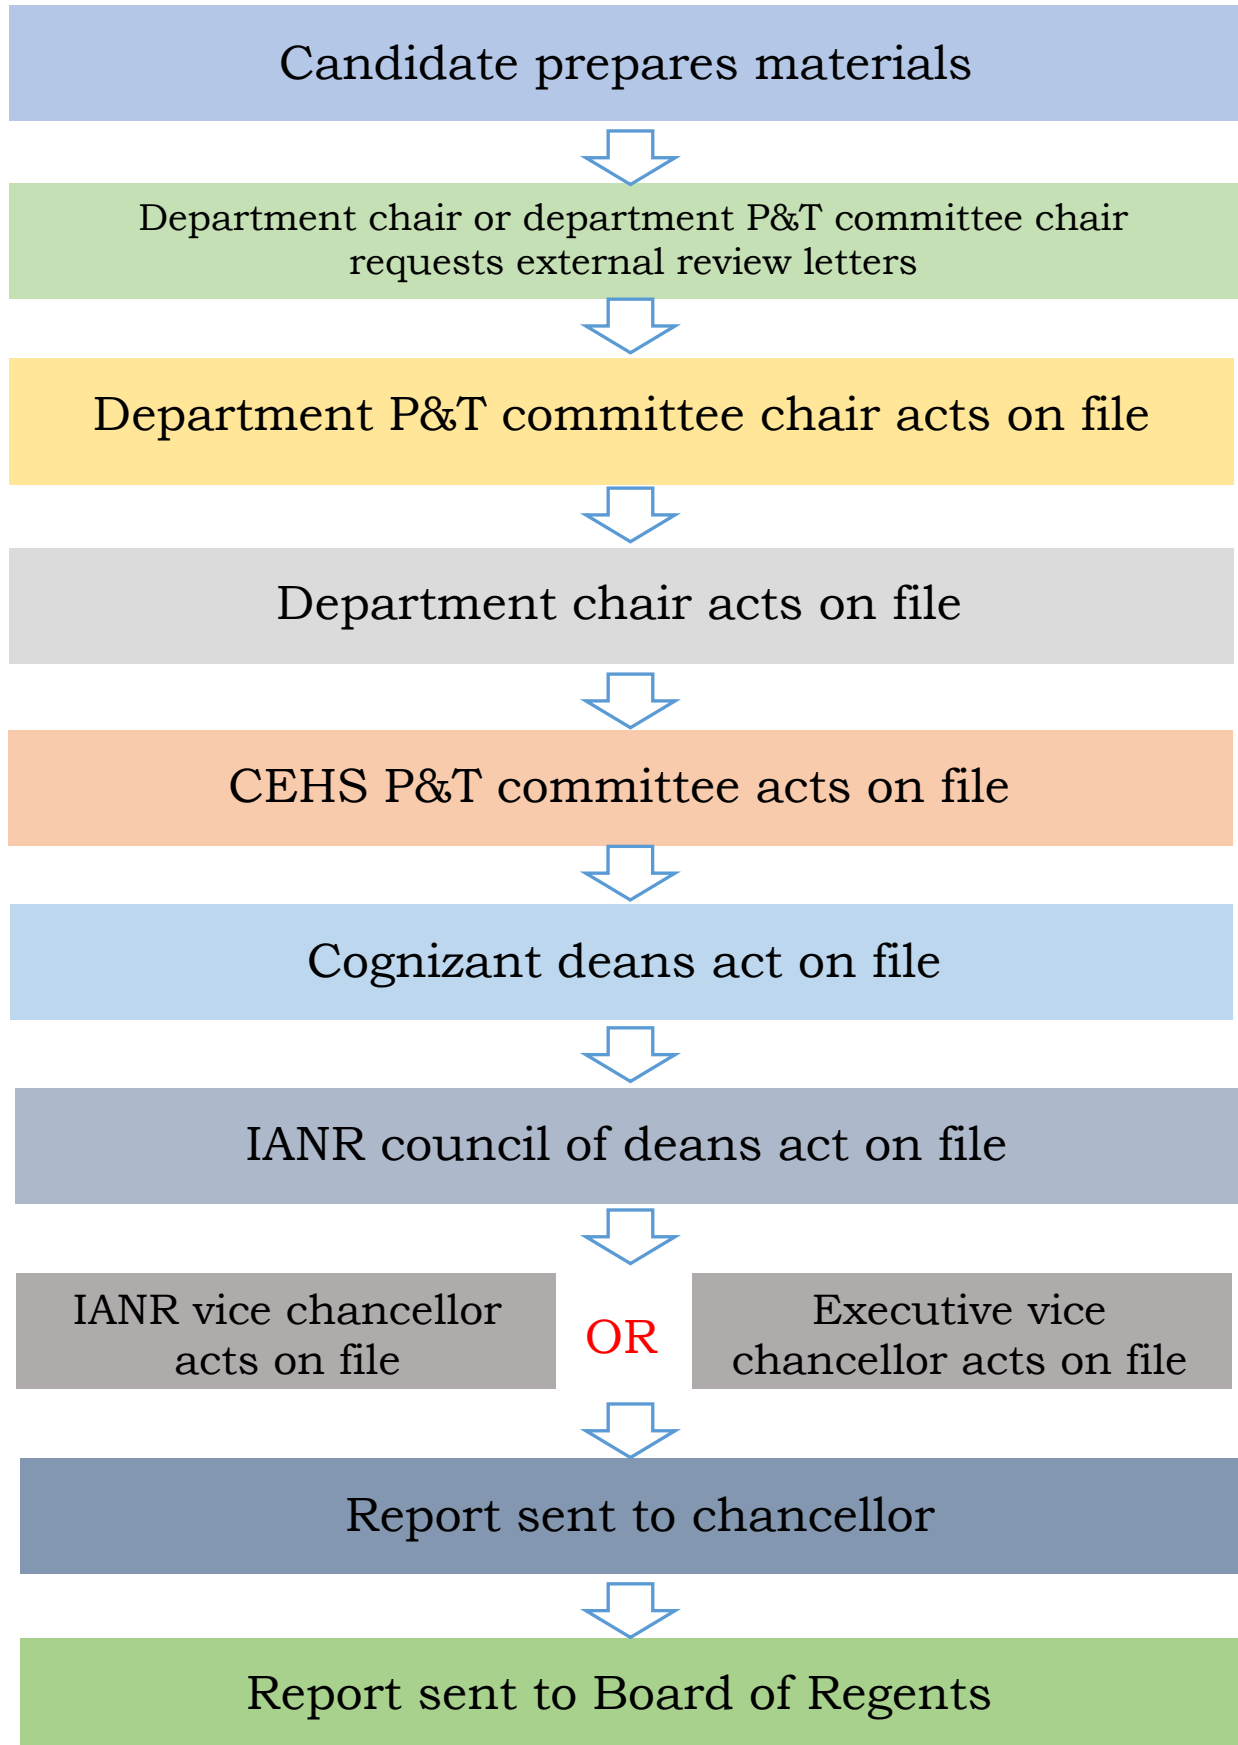 Candidate prepares materials
Department chair or department P&T committee chair
requests external review letters
Department P&T committee chair acts on file
Department chair acts on file
CEHS P&T committee acts on file
Cognizant deans act on file
IANR council of deans act on file
IANR vice chancellor
acts on file
OR
Executive vice
chancellor acts on file
Report sent to chancellor
Report sent to Board of Regents